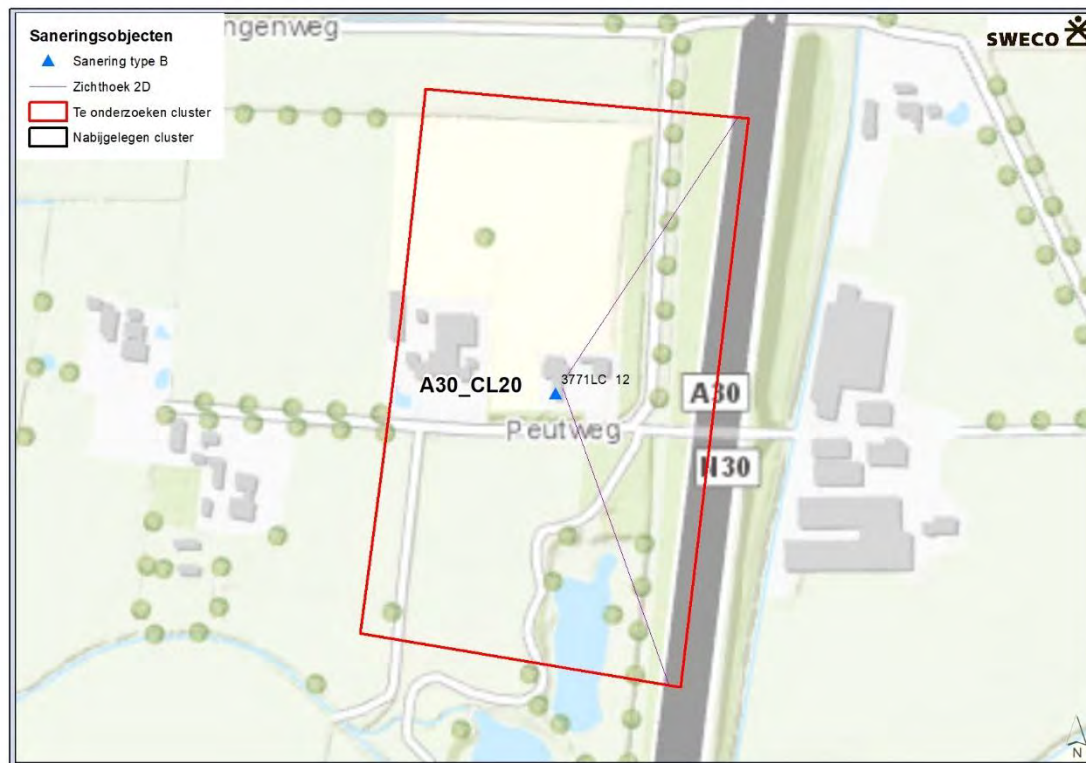 Saneringsobjecten
Sanering type B
Zichthoek 2D
Te onderzoeken cluster
Nabijgelegen cluster
ngenweg
SWECO
A30_CL20
3771LC 12
Peutweg
A30
N30
N